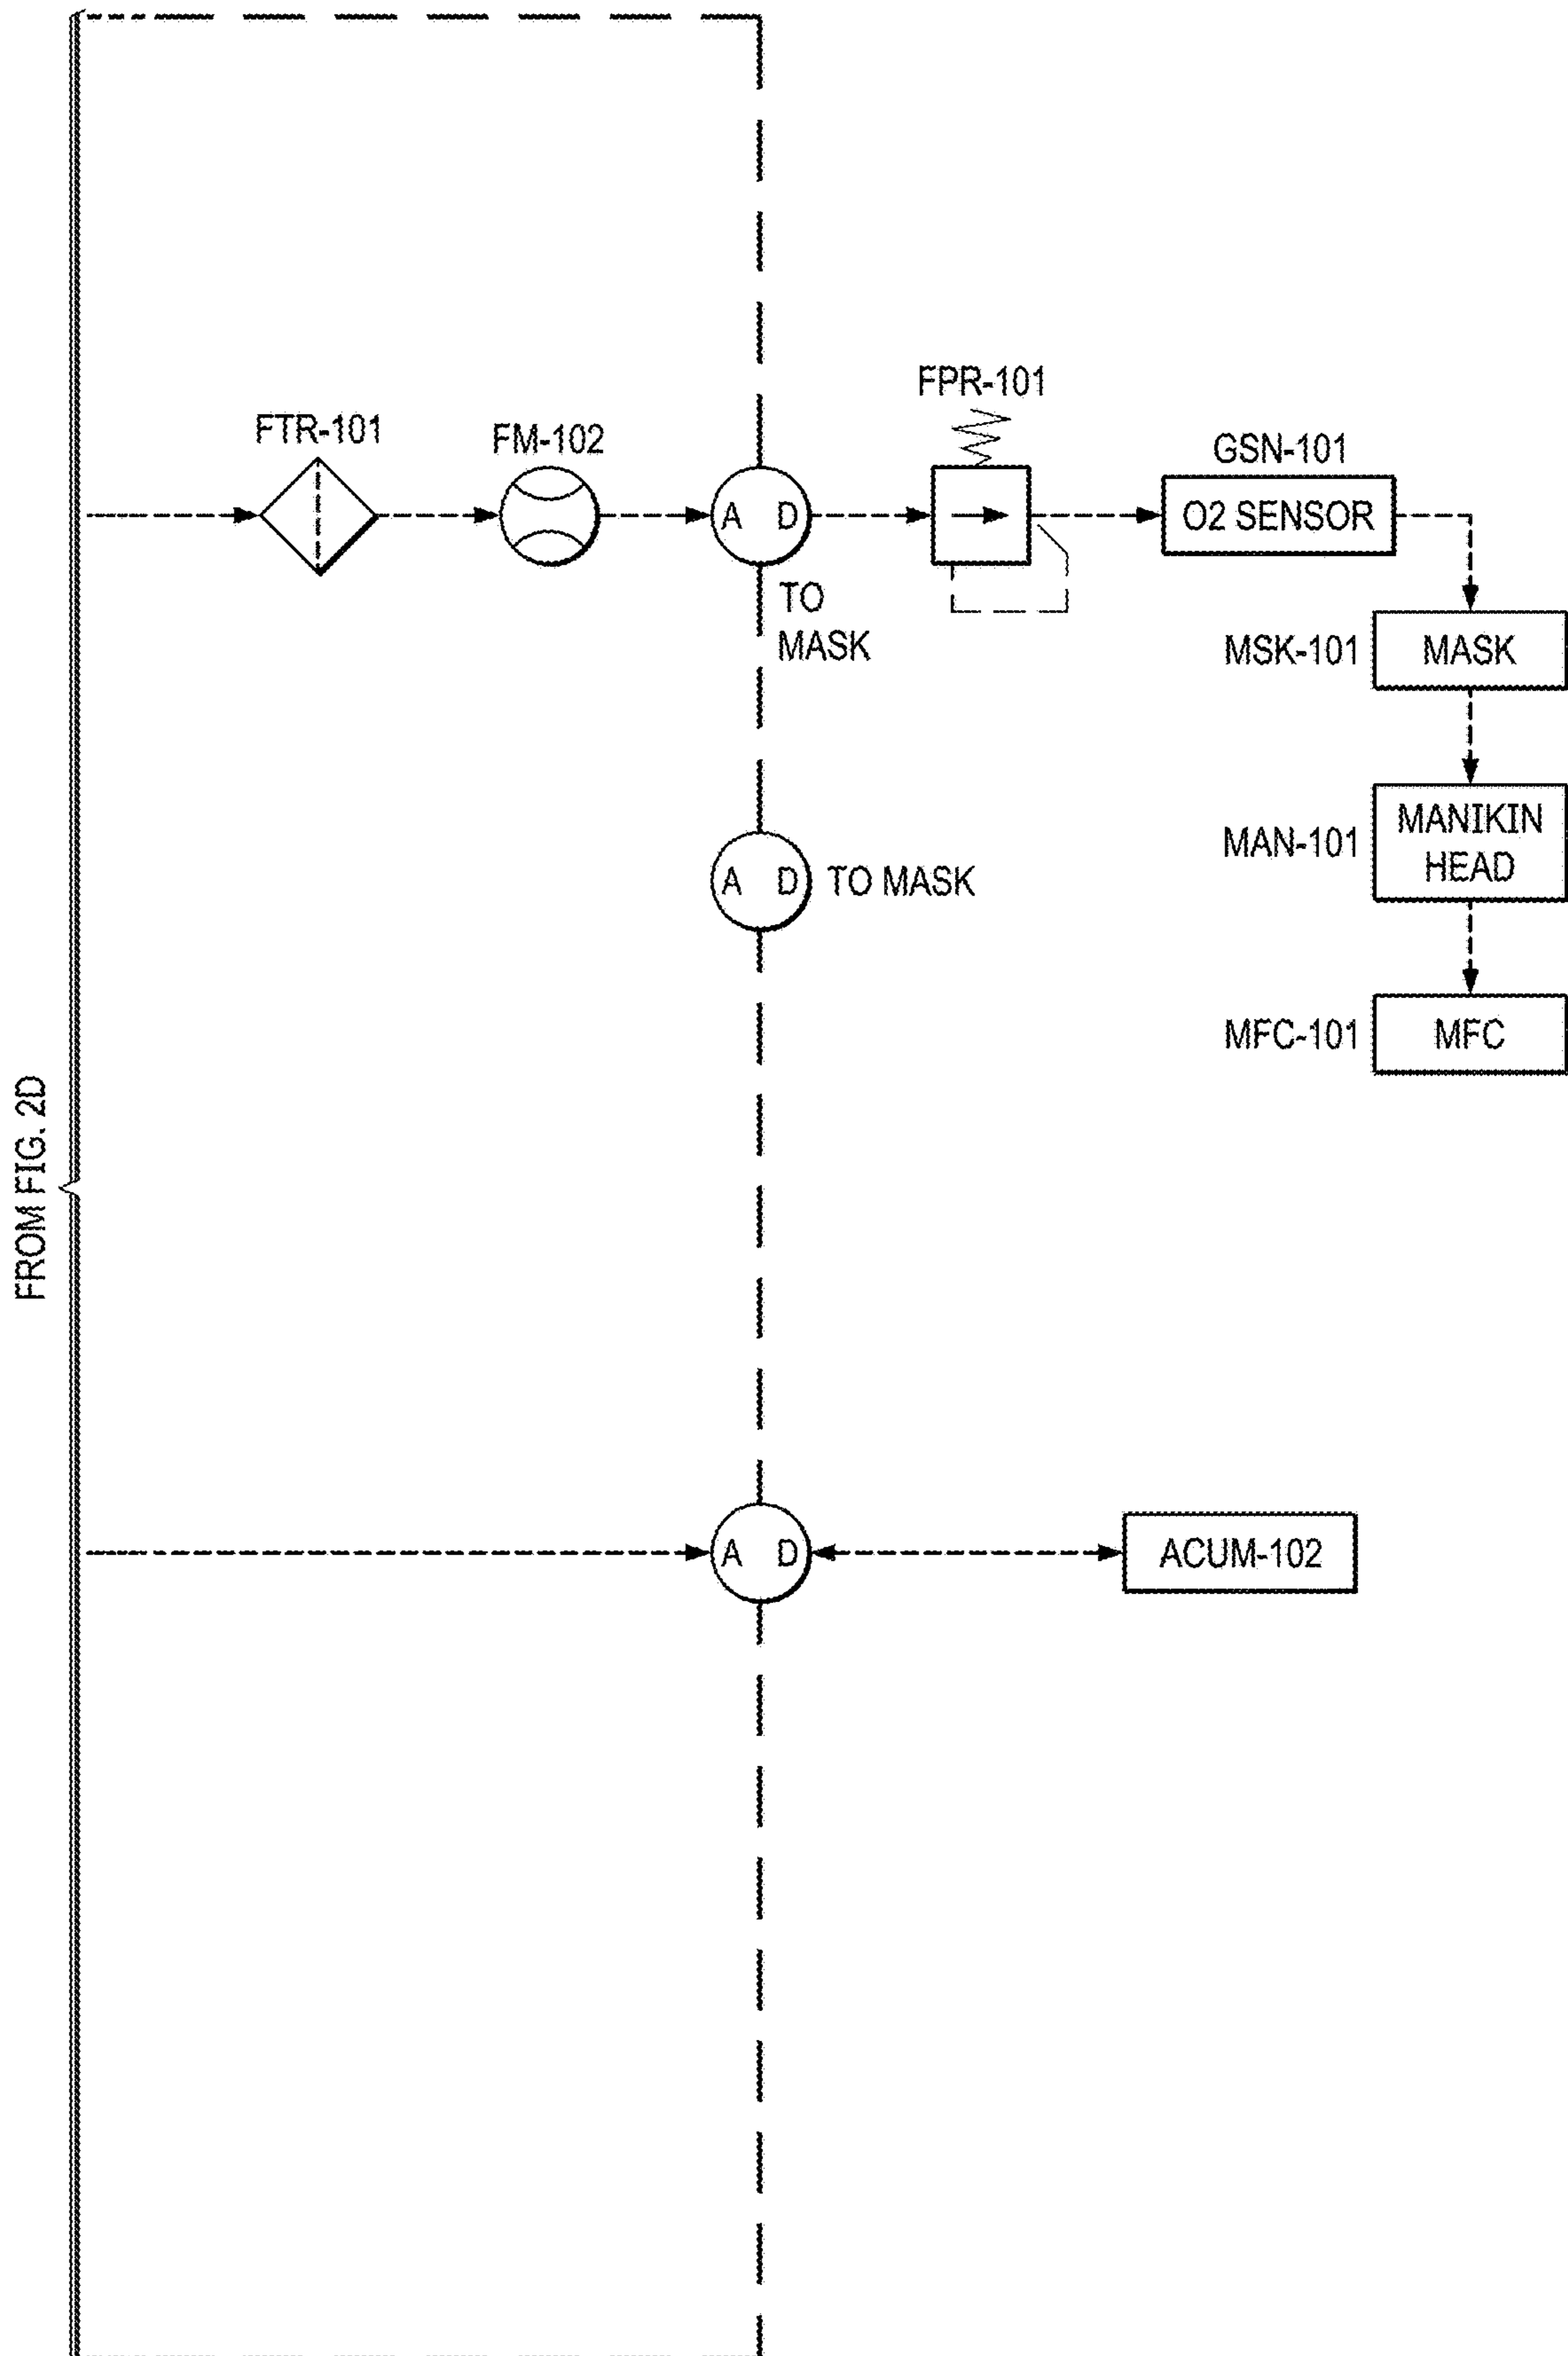 FPR-101
FTR-101
FM-102
GSN-101
A D
O2 SENSOR
TO
MASK
MSK-101
MASK
MAN-101
MANIKIN
HEAD
A D
TO MASK
MFC-101
MFC
FROM FIG. 2D
A D
ACUM-102